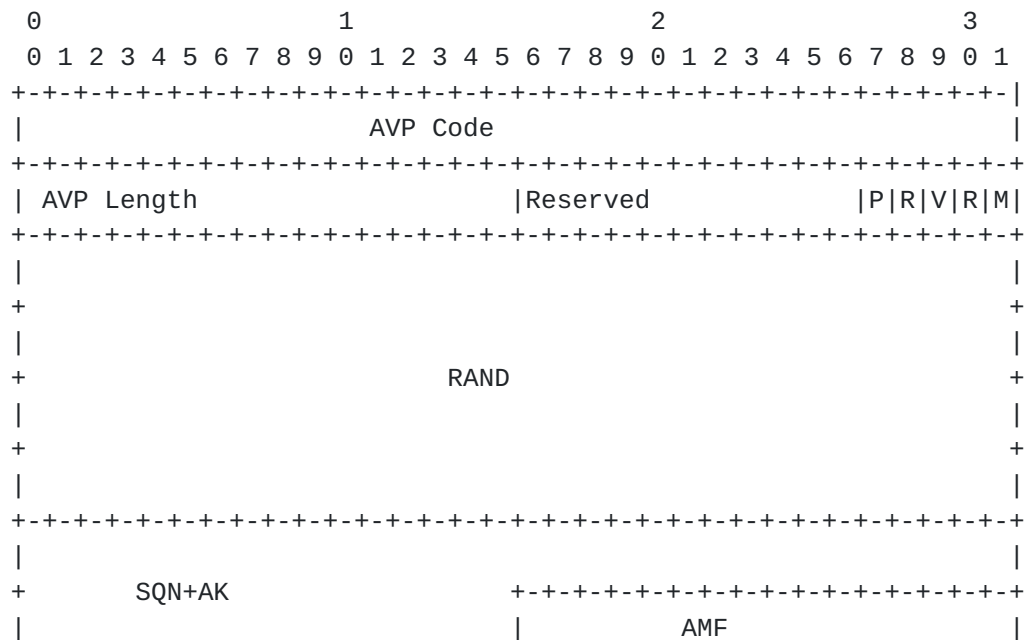 0                   1                   2                   3
 0 1 2 3 4 5 6 7 8 9 0 1 2 3 4 5 6 7 8 9 0 1 2 3 4 5 6 7 8 9 0 1
+-+-+-+-+-+-+-+-+-+-+-+-+-+-+-+-+-+-+-+-+-+-+-+-+-+-+-+-+-+-+-+-|
|                      AVP Code                                 |
+-+-+-+-+-+-+-+-+-+-+-+-+-+-+-+-+-+-+-+-+-+-+-+-+-+-+-+-+-+-+-+-+
| AVP Length                    |Reserved             |P|R|V|R|M|
+-+-+-+-+-+-+-+-+-+-+-+-+-+-+-+-+-+-+-+-+-+-+-+-+-+-+-+-+-+-+-+-+
|                                                               |
+                                                               +
|                                                               |
+                           RAND                                +
|                                                               |
+                                                               +
|                                                               |
+-+-+-+-+-+-+-+-+-+-+-+-+-+-+-+-+-+-+-+-+-+-+-+-+-+-+-+-+-+-+-+-+
|                                                               |
+       SQN+AK                  +-+-+-+-+-+-+-+-+-+-+-+-+-+-+-+-+
|                               |          AMF                  |